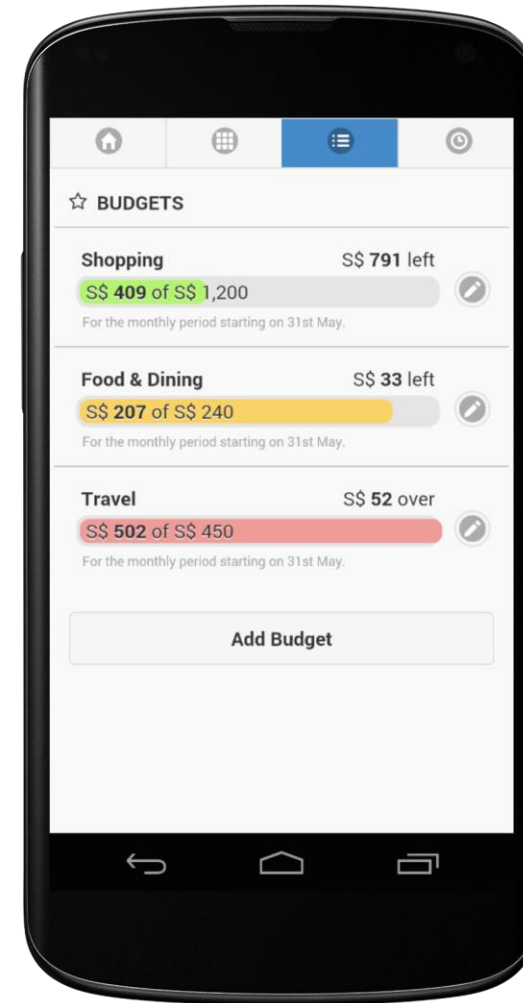 BUDGETS
Shopping S$ 791 left
S$ 409 of S$ 1,200
For the monthly period starting on 31st May.
Food & Dining S$ 33 left
S$ 207 of S$ 240
For the monthly period starting on 31st May.
Travel S$ 52 over
S$ 502 of S$ 450
For the monthly period starting on 31st May.
Add Budget